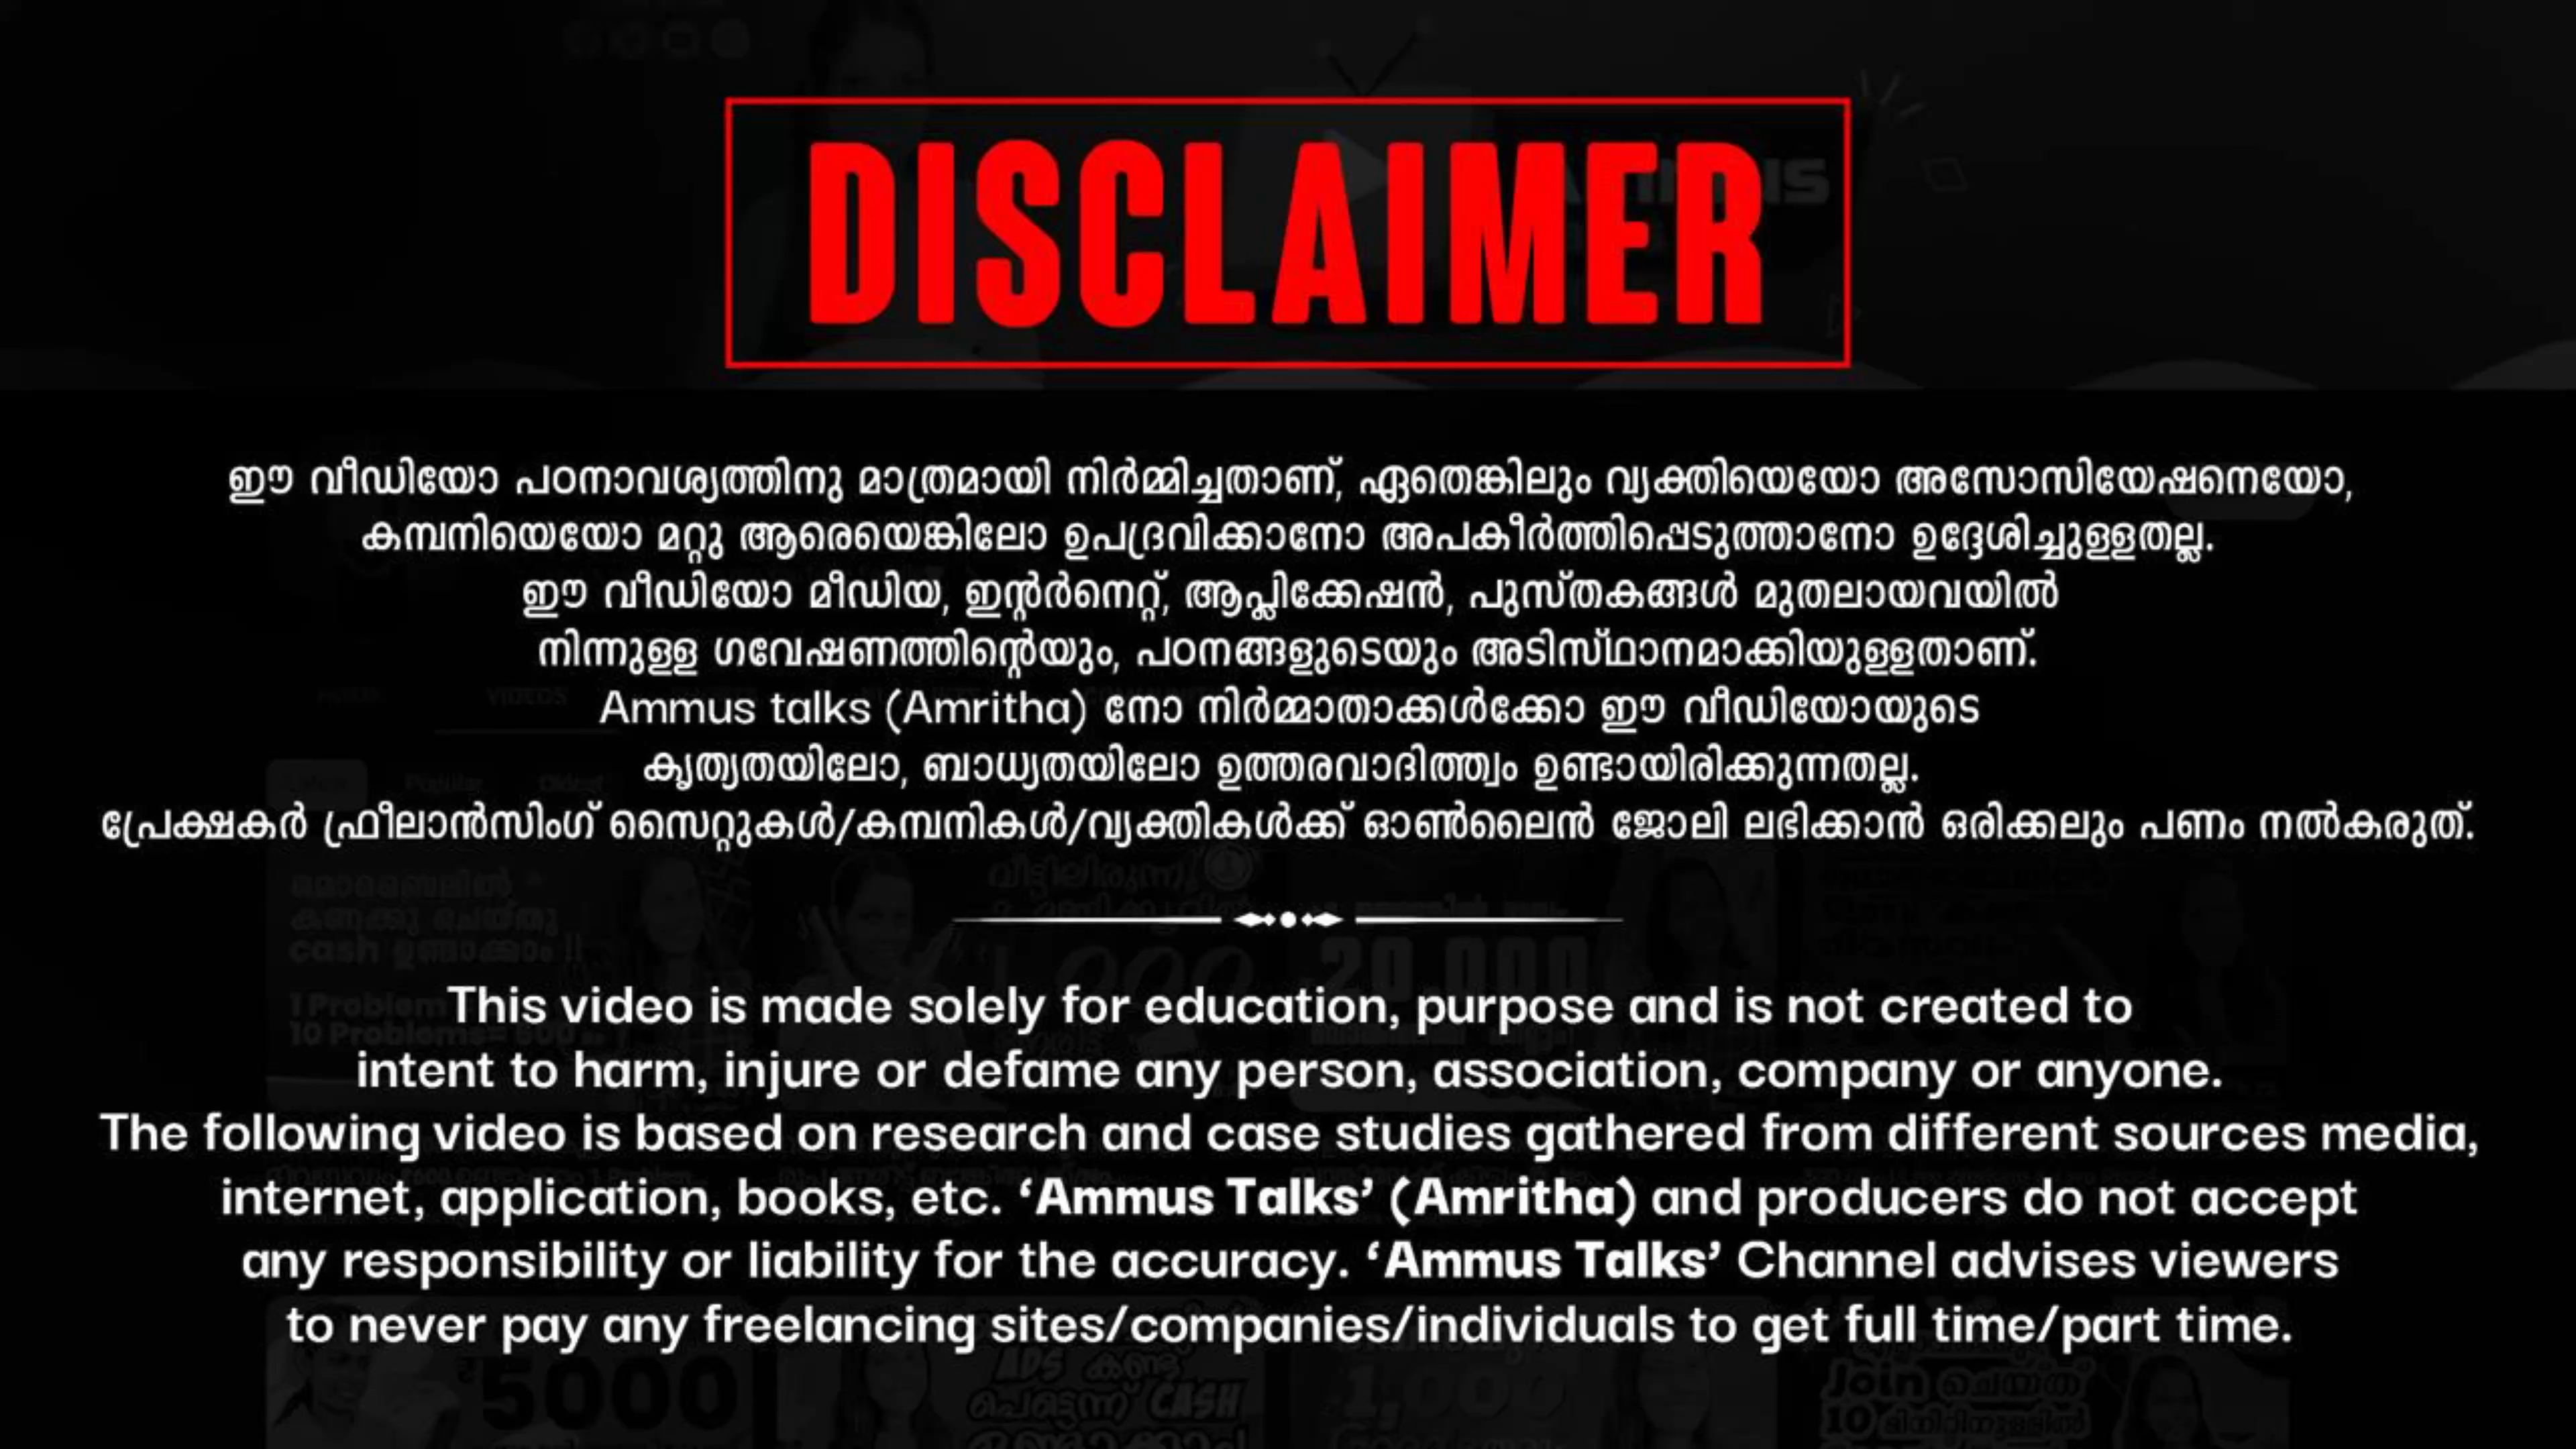 DISCLAIMER
ഈ വീഡിയോ പഠനാവശ്യത്തിനു മാത്രമായി നിർമ്മിച്ചതാണ്, ഏതെങ്കിലും വ്യക്തിയെയോ അസോസിയേഷനെയോ,
കമ്പനിയെയോ മറ്റു ആരെയെങ്കിലോ ഉപദ്രവിക്കാനോ അപകീർത്തിപ്പെടുത്താനോ ഉദ്ദേശിച്ചുള്ളതല്ല.
ഈ വീഡിയോ മീഡിയ, ഇന്റർനെറ്റ്, ആപ്ലിക്കേഷൻ, പുസ്തകങ്ങൾ മുതലായവയിൽ
നിന്നുള്ള ഗവേഷണത്തിന്റെയും, പഠനങ്ങളുടെയും അടിസ്ഥാനമാക്കിയുള്ളതാണ്.
Ammus talks (Amritha) നോ നിർമ്മാതാക്കൾക്കോ ഈ വീഡിയോയുടെ
കൃത്യതയിലോ, ബാധ്യതയിലോ ഉത്തരവാദിത്ത്വം ഉണ്ടായിരിക്കുന്നതല്ല.
പ്രേക്ഷകർ ഫ്രീലാൻസിംഗ് സൈറ്റുകൾ/കമ്പനികൾ/വ്യക്തികൾക്ക് ഓൺലൈൻ ജോലി ലഭിക്കാൻ ഒരിക്കലും പണം നൽകരുത്.
This video is made solely for education, purpose and is not created to
intent to harm, injure or defame any person, association, company or anyone.
The following video is based on research and case studies gathered from different sources media,
internet, application, books, etc. ‘Ammus Talks’ (Amritha) and producers do not accept
any responsibility or liability for the accuracy. ‘Ammus Talks’ Channel advises viewers
to never pay any freelancing sites/companies/individuals to get full time/part time.